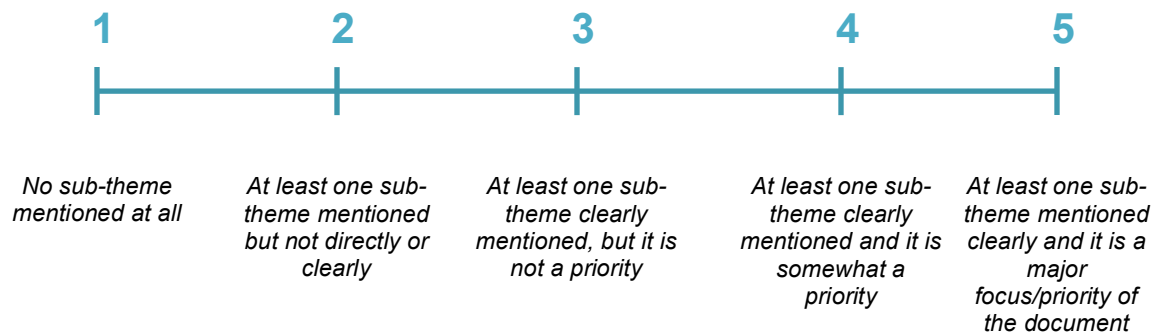 1
2
3
4
5
No sub-theme
mentioned at all
At least one sub-
theme mentioned
but not directly or
clearly
At least one sub-
theme clearly
mentioned, but it is
not a priority
At least one sub-
theme clearly
mentioned and it is
somewhat a
priority
At least one sub-
theme mentioned
clearly and it is a
major
focus/priority of
the document